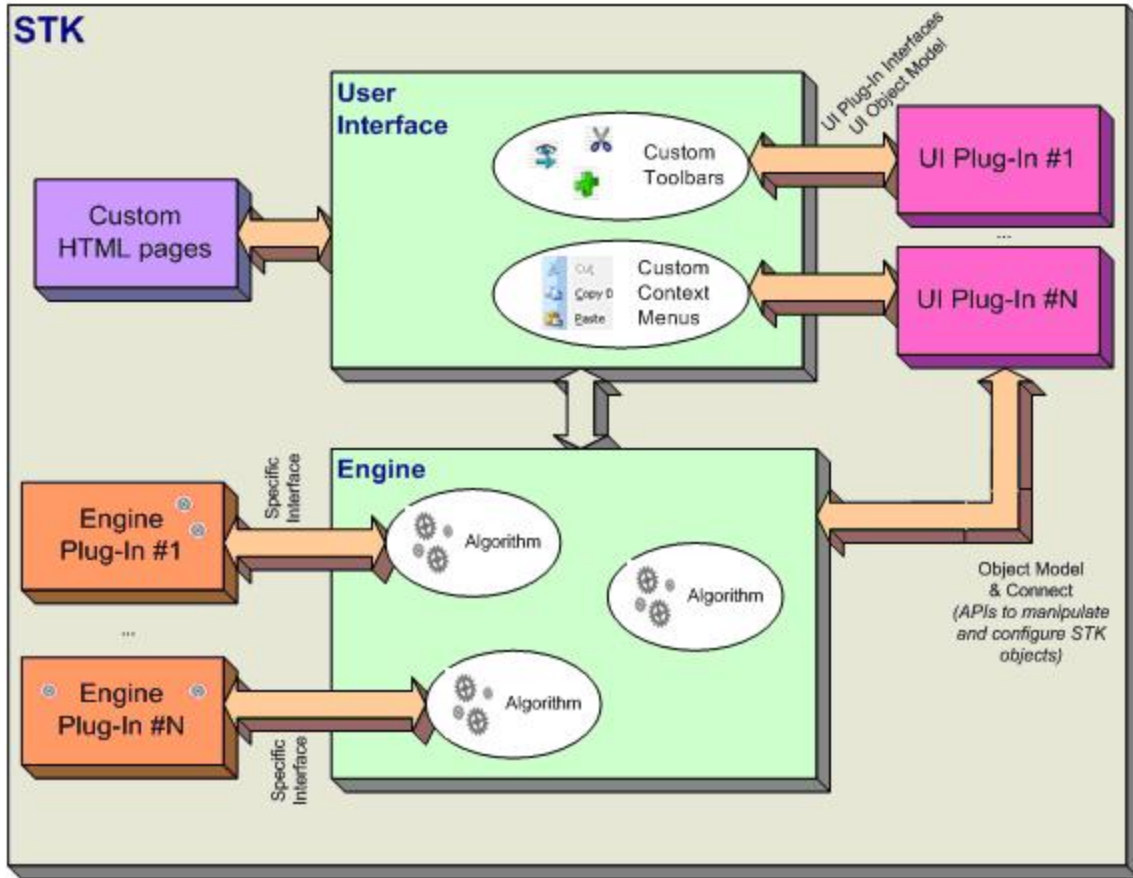 STK
User
Interface
Custom
Toolbars
UI Plug-In Interfaces
UI Object Model
UI Plug-In #1
...
UI Plug-In #N
Custom
HTML pages
Cut
Copy D
Paste
Custom
Context
Menus
Engine
Specific
Interface
Engine
Plug-In #1
Algorithm
Algorithm
...
Engine
Plug-In #N
Algorithm
Specific
Interface
Object Model
& Connect
(APIs to manipulate
and configure STK
objects)